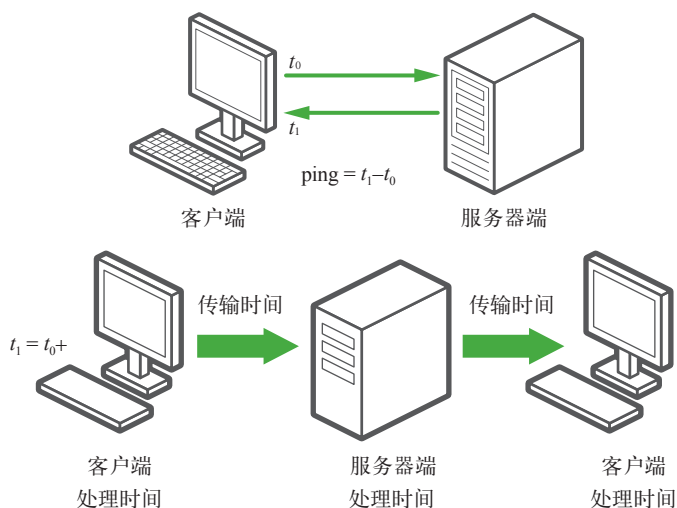 t₀
t₁
ping = t₁–t₀
客户端
服务器端
传输时间
传输时间
t₁ = t₀+
客户端
服务器端
客户端
处理时间
处理时间
处理时间